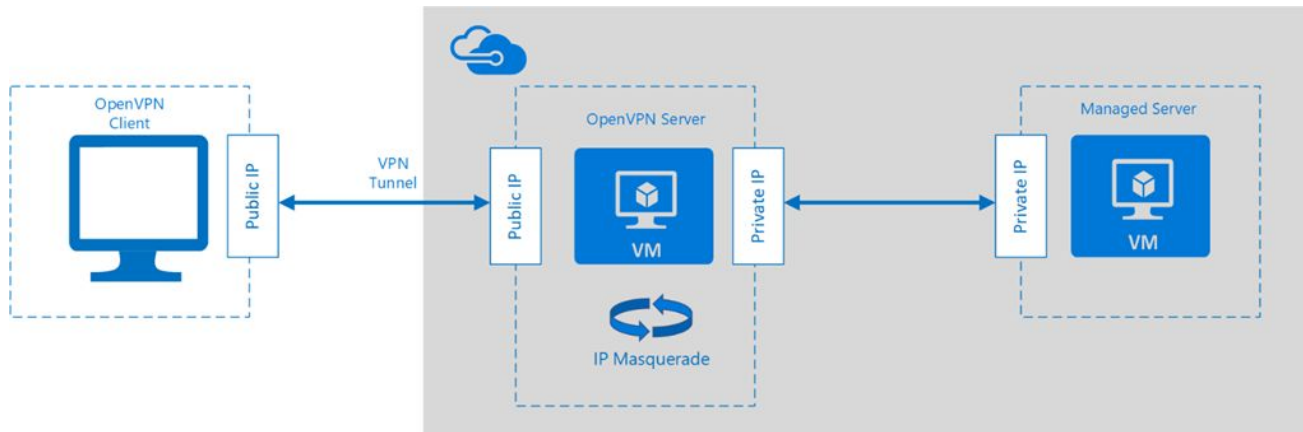 OpenVPN
Client
Public IP
VPN
Tunnel
Public IP
OpenVPN Server
VM
IP Masquerade
Private IP
Private IP
Managed Server
VM